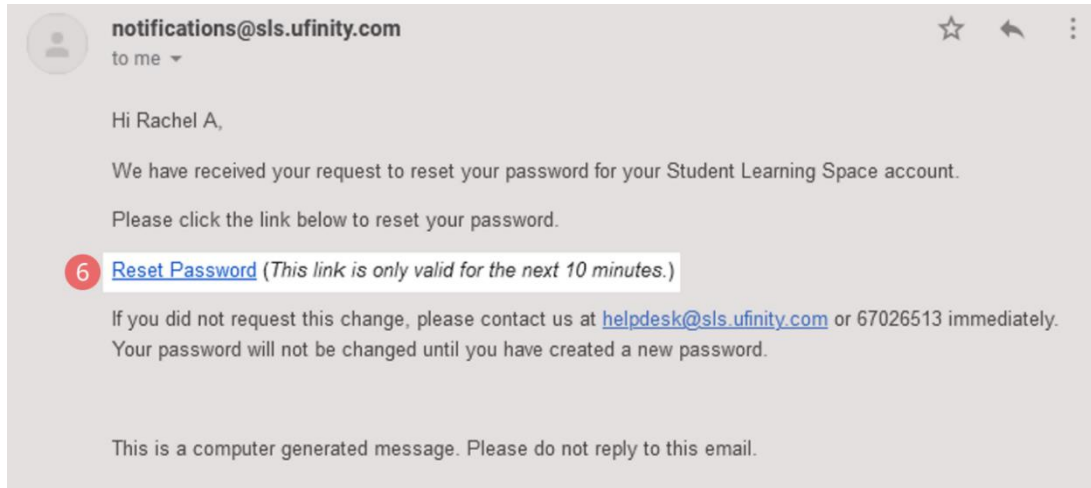 notifications@sls.ufinity.com
to me
Hi Rachel A,
We have received your request to reset your password for your Student Learning Space account.
Please click the link below to reset your password.
6 Reset Password (This link is only valid for the next 10 minutes.)
If you did not request this change, please contact us at helpdesk@sls.ufinity.com or 67026513 immediately.
Your password will not be changed until you have created a new password.
This is a computer generated message. Please do not reply to this email.